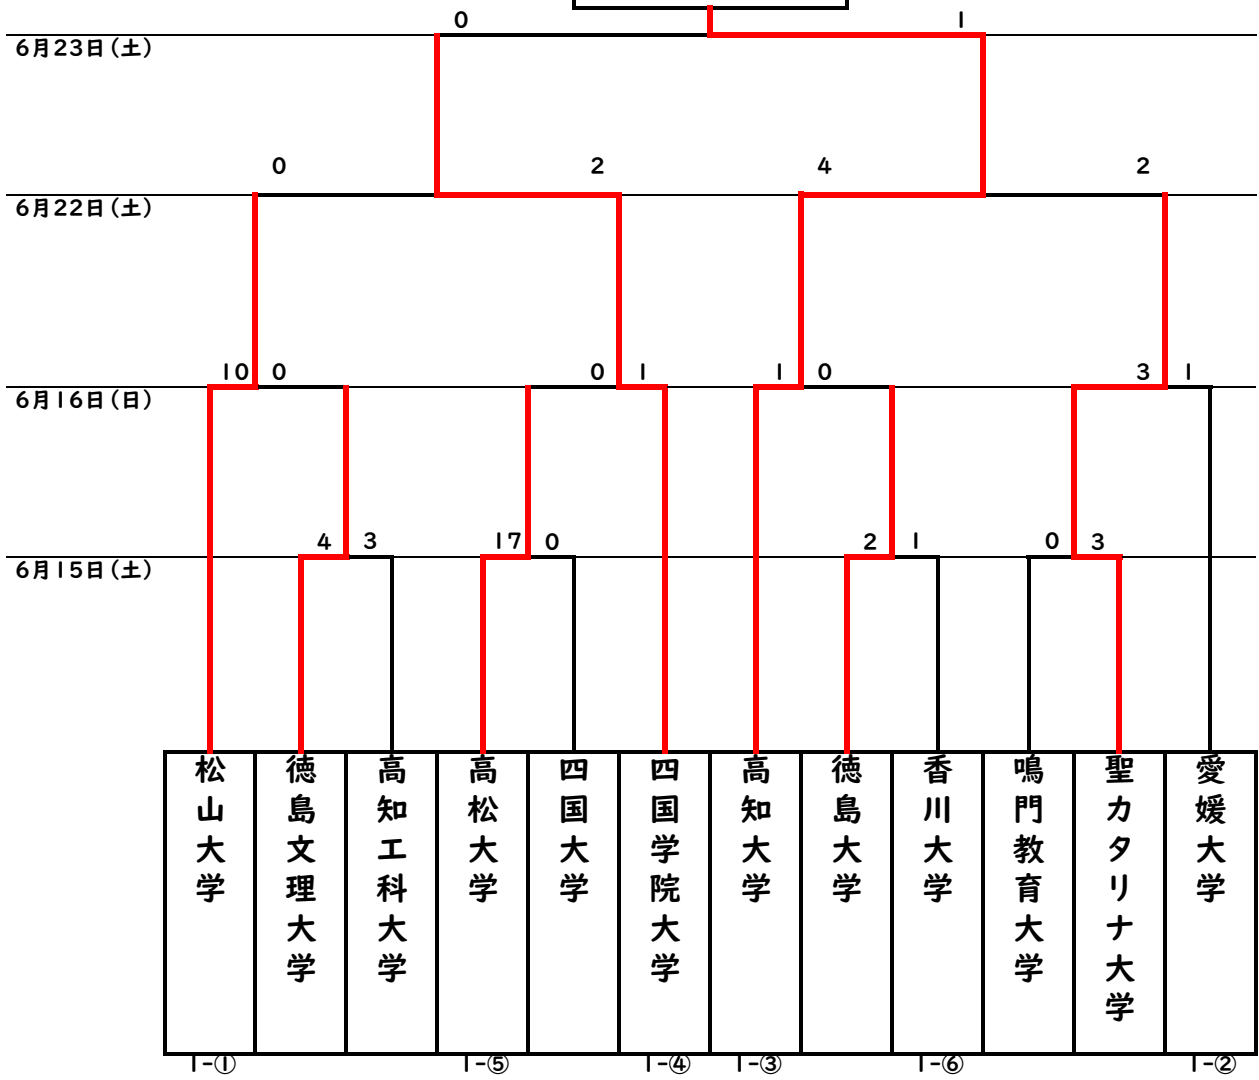 0 1
6月23日(土)
0 2 4 2
6月22日(土)
10 0 0 1 1 0 3 1
6月16日(日)
4 3 17 0 2 1 0 3
6月15日(土)
松山大学
徳島文理大学
高知工科大学
高松大学
四国大学
四国学院大学
高知大学
徳島大学
香川大学
鳴門教育大学
聖カタリナ大学
愛媛大学
1-① 1-⑤ 1-④ 1-③ 1-⑥ 1-②